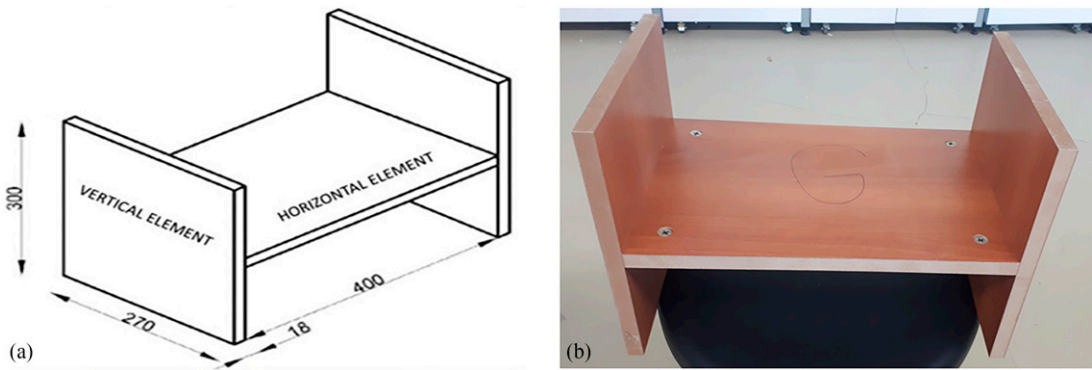 300
VERTICAL ELEMENT
HORIZONTAL ELEMENT
400
270
18
(a)
G
(b)